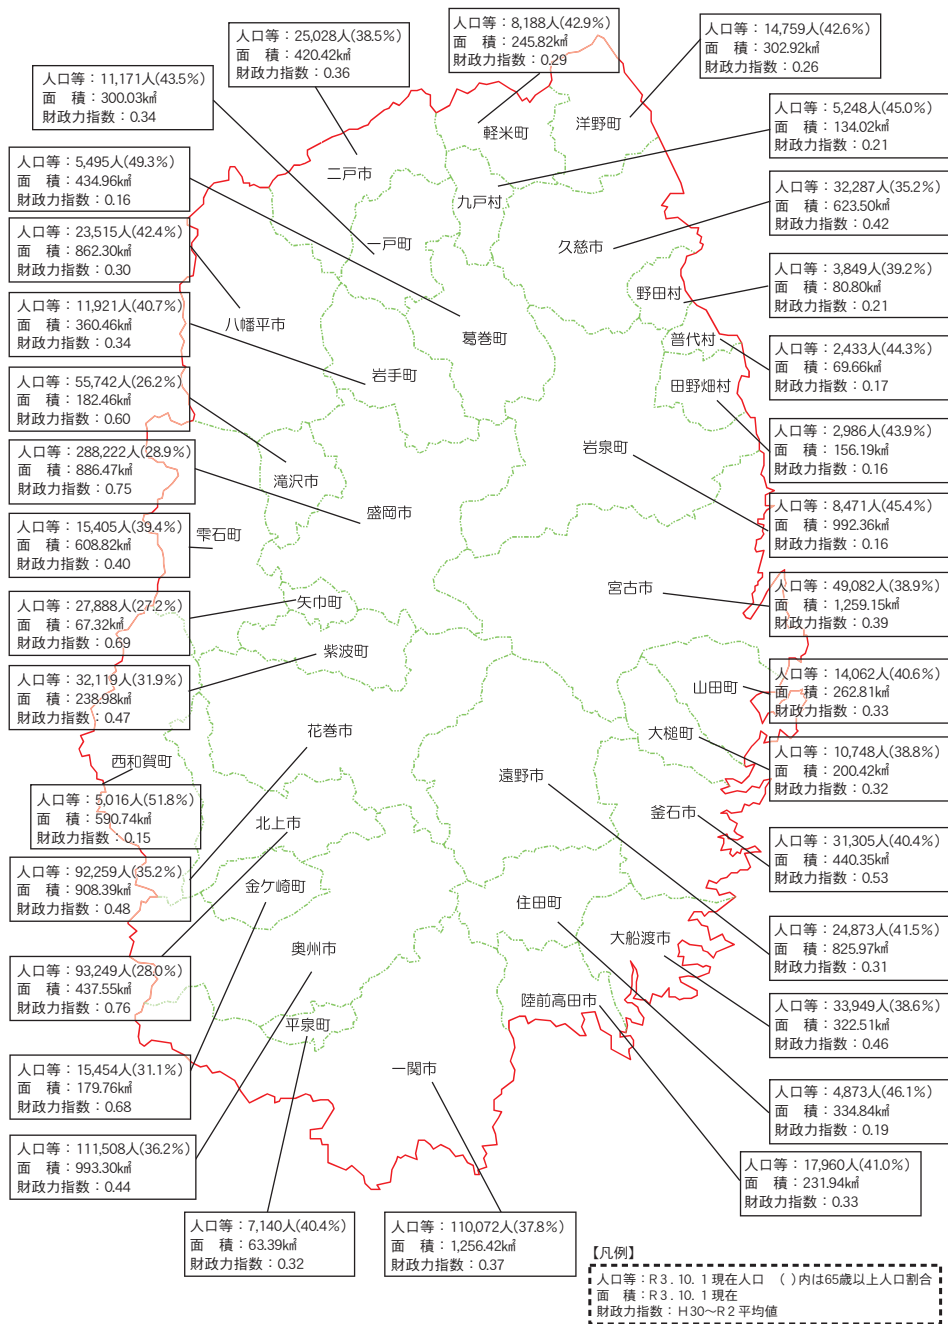 人口等：25,028人(38.5%)
面　積：420.42㎢
財政力指数：0.36
人口等：8,188人(42.9%)
面　積：245.82㎢
財政力指数：0.29
人口等：14,759人(42.6%)
面　積：302.92㎢
財政力指数：0.26
人口等：11,171人(43.5%)
面　積：300.03㎢
財政力指数：0.34
人口等：5,248人(45.0%)
面　積：134.02㎢
財政力指数：0.21
人口等：5,495人(49.3%)
面　積：434.96㎢
財政力指数：0.16
人口等：32,287人(35.2%)
面　積：623.50㎢
財政力指数：0.42
人口等：23,515人(42.4%)
面　積：862.30㎢
財政力指数：0.30
人口等：3,849人(39.2%)
面　積：80.80㎢
財政力指数：0.21
人口等：11,921人(40.7%)
面　積：360.46㎢
財政力指数：0.34
人口等：2,433人(44.3%)
面　積：69.66㎢
財政力指数：0.17
人口等：55,742人(26.2%)
面　積：182.46㎢
財政力指数：0.60
人口等：2,986人(43.9%)
面　積：156.19㎢
財政力指数：0.16
人口等：288,222人(28.9%)
面　積：886.47㎢
財政力指数：0.75
人口等：8,471人(45.4%)
面　積：992.36㎢
財政力指数：0.16
人口等：15,405人(39.4%)
面　積：608.82㎢
財政力指数：0.40
人口等：49,082人(38.9%)
面　積：1,259.15㎢
財政力指数：0.39
人口等：27,888人(27.2%)
面　積：67.32㎢
財政力指数：0.69
人口等：14,062人(40.6%)
面　積：262.81㎢
財政力指数：0.33
人口等：32,119人(31.9%)
面　積：238.98㎢
財政力指数：0.47
人口等：10,748人(38.8%)
面　積：200.42㎢
財政力指数：0.32
人口等：5,016人(51.8%)
面　積：590.74㎢
財政力指数：0.15
人口等：31,305人(40.4%)
面　積：440.35㎢
財政力指数：0.53
人口等：92,259人(35.2%)
面　積：908.39㎢
財政力指数：0.48
人口等：24,873人(41.5%)
面　積：825.97㎢
財政力指数：0.31
人口等：93,249人(28.0%)
面　積：437.55㎢
財政力指数：0.76
人口等：33,949人(38.6%)
面　積：322.51㎢
財政力指数：0.46
人口等：15,454人(31.1%)
面　積：179.76㎢
財政力指数：0.68
人口等：4,873人(46.1%)
面　積：334.84㎢
財政力指数：0.19
人口等：111,508人(36.2%)
面　積：993.30㎢
財政力指数：0.44
人口等：17,960人(41.0%)
面　積：231.94㎢
財政力指数：0.33
人口等：7,140人(40.4%)
面　積：63.39㎢
財政力指数：0.32
人口等：110,072人(37.8%)
面　積：1,256.42㎢
財政力指数：0.37
軽米町
洋野町
二戸市
九戸村
一戸町
久慈市
野田村
八幡平市
葛巻町
普代村
岩手町
田野畑村
岩泉町
滝沢市
盛岡市
雫石町
宮古市
矢巾町
紫波町
山田町
花巻市
大槌町
西和賀町
遠野市
釜石市
北上市
金ケ崎町
住田町
大船渡市
奥州市
陸前高田市
平泉町
一関市
【凡例】
人口等：R3．10．1現在人口　(　)内は65歳以上人口割合
面　積：R3．10．1現在
財政力指数：H30～R2平均値